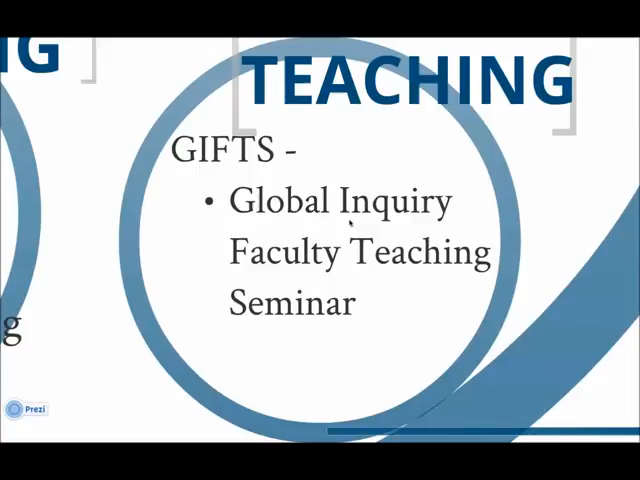 TEACHING
GIFTS -
• Global Inquiry
Faculty Teaching
Seminar
g
Prezi